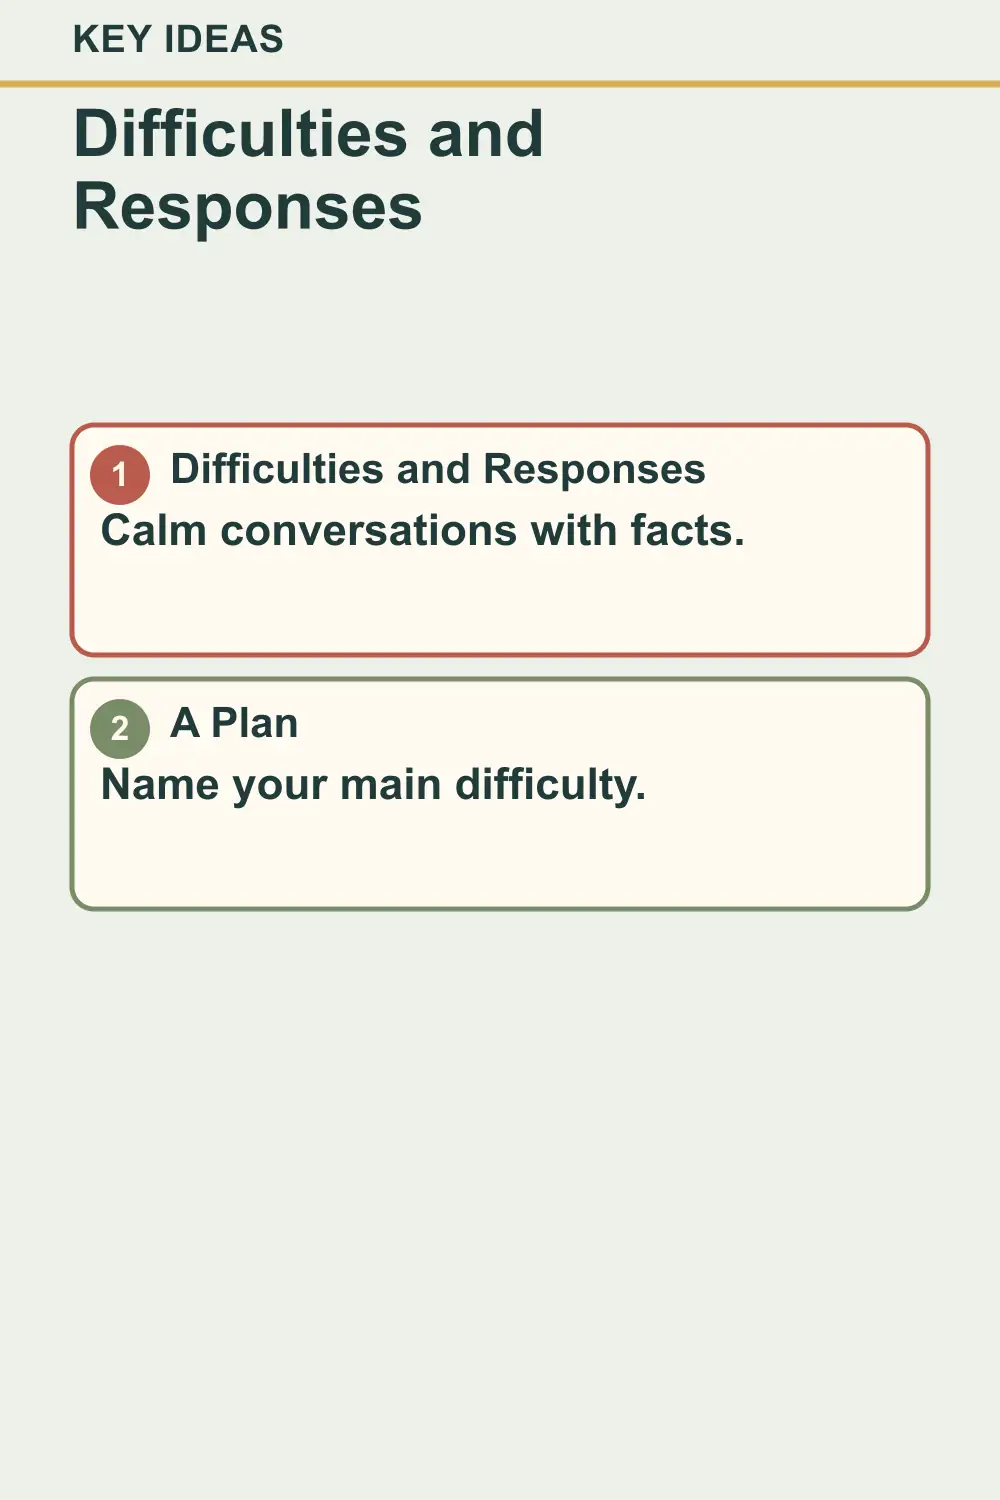 KEY IDEAS
Difficulties and
Responses
1 Difficulties and Responses
Calm conversations with facts.
2 A Plan
Name your main difficulty.